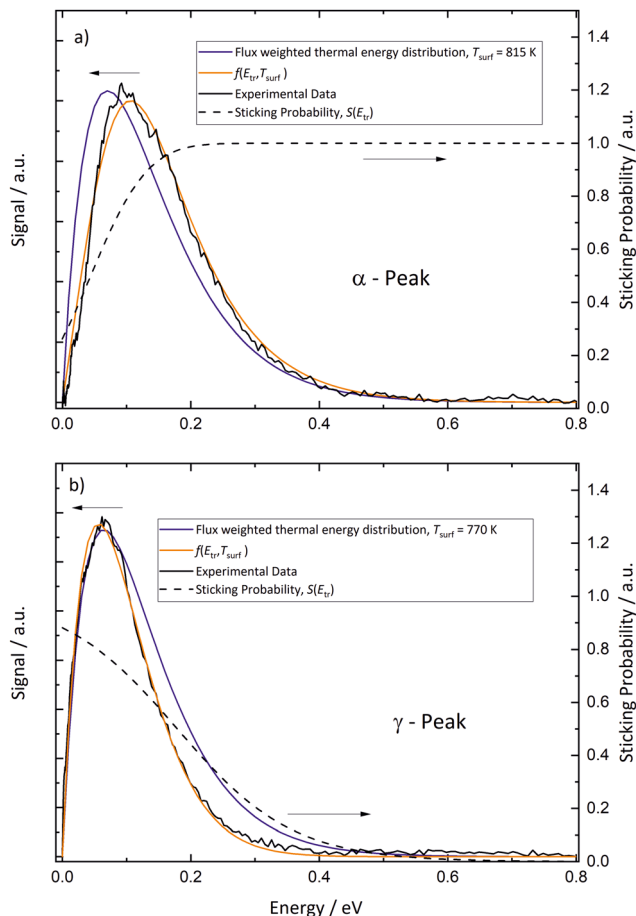 a)
Flux weighted thermal energy distribution, Tsurf = 815 K
f(Etr,Tsurf )
Experimental Data
Sticking Probability, S(Etr)
α - Peak
Signal / a.u.
Sticking Probability / a.u.
1.4
1.2
1.0
0.8
0.6
0.4
0.2
0.0
0.0 0.2 0.4 0.6 0.8
b)
Flux weighted thermal energy distribution, Tsurf = 770 K
f(Etr,Tsurf )
Experimental Data
Sticking Probability, S(Etr)
γ - Peak
Signal / a.u.
Sticking Probability / a.u.
1.4
1.2
1.0
0.8
0.6
0.4
0.2
0.0
0.0 0.2 0.4 0.6 0.8
Energy / eV